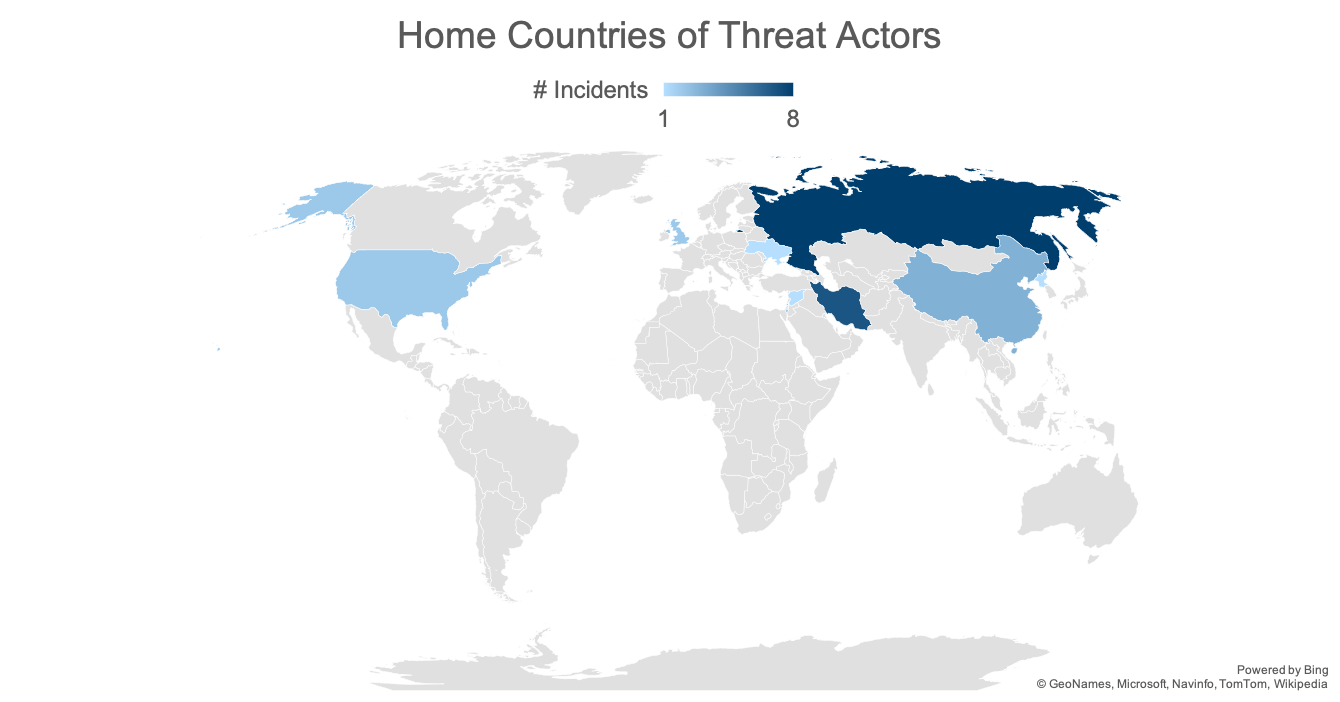 Home Countries of Threat Actors
# Incidents
1 8
Powered by Bing
© GeoNames, Microsoft, Navinfo, TomTom, Wikipedia